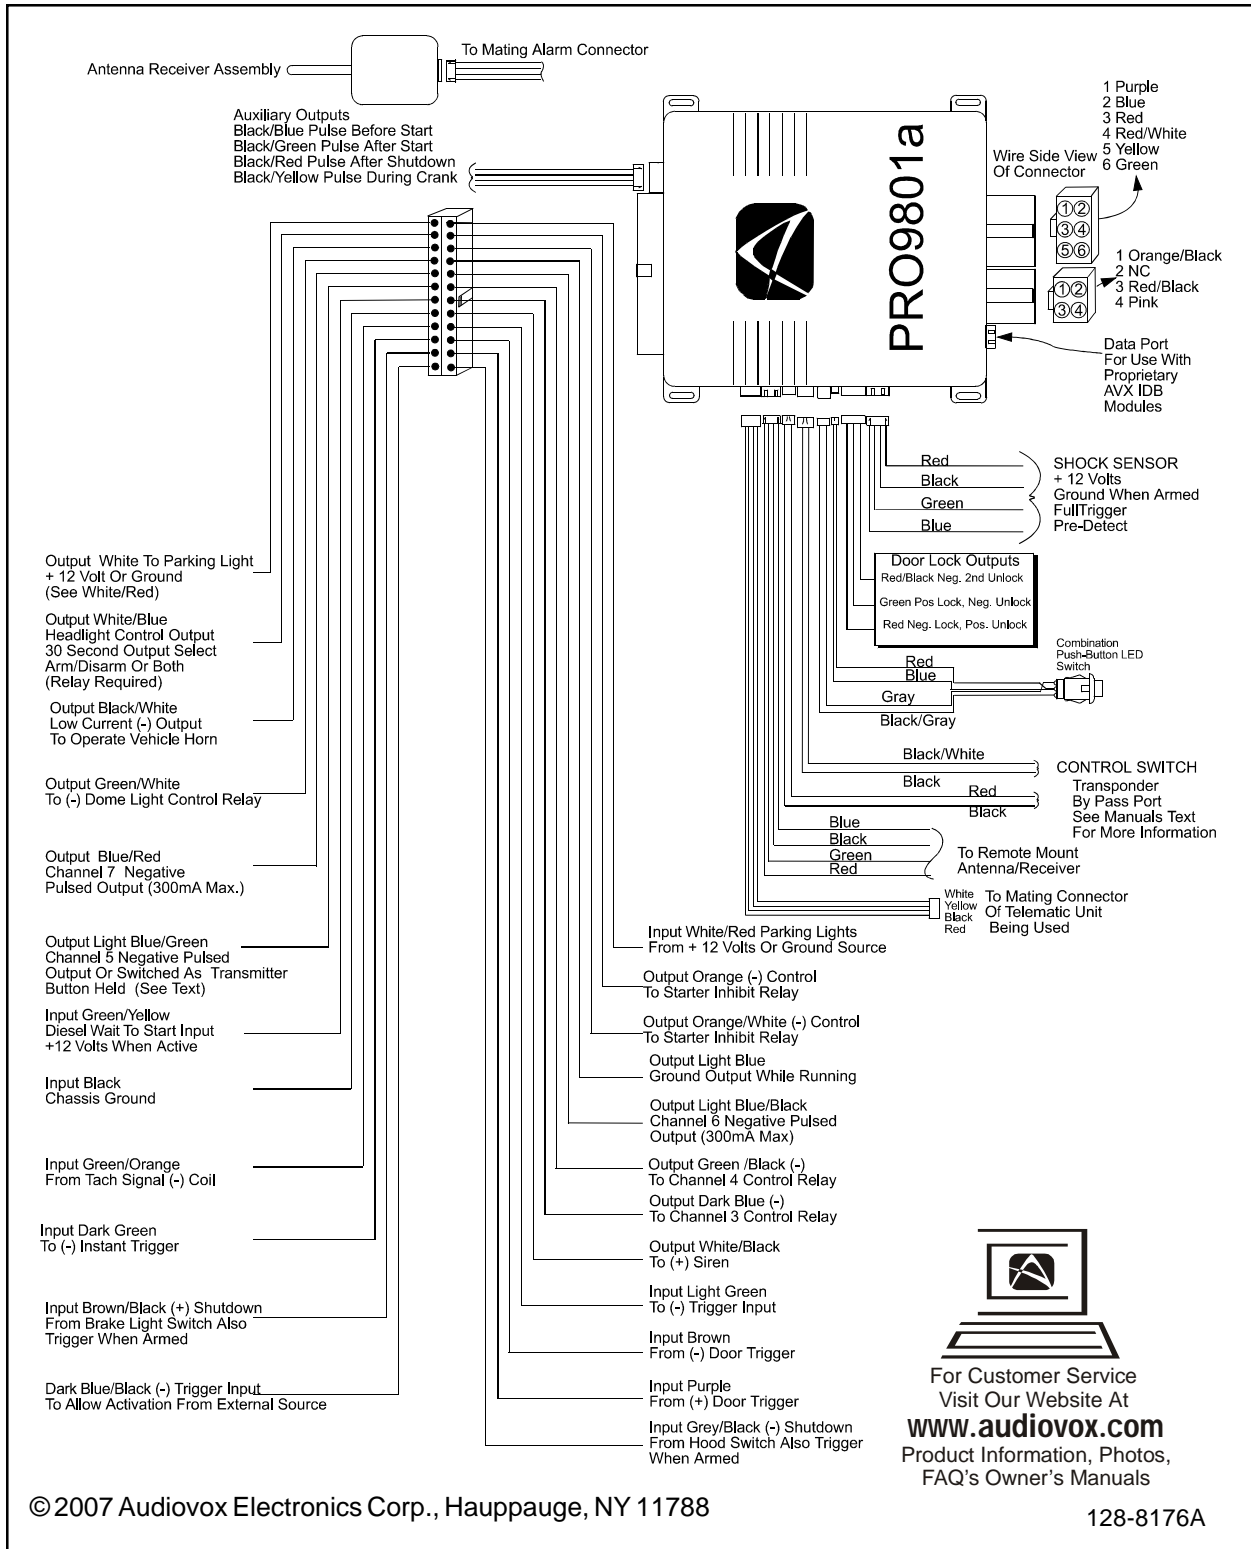 Antenna Receiver Assembly
To Mating Alarm Connector
Auxiliary Outputs
Black/Blue Pulse Before Start
Black/Green Pulse After Start
Black/Red Pulse After Shutdown
Black/Yellow Pulse During Crank
PRO9801a
1 Purple
2 Blue
3 Red
4 Red/White
5 Yellow
6 Green
Wire Side View
Of Connector
1 2
3 4
5 6
1 Orange/Black
2 NC
3 Red/Black
4 Pink
1 2
3 4
Data Port
For Use With
Proprietary
AVX IDB
Modules
Red
Black
Green
Blue
SHOCK SENSOR
+ 12 Volts
Ground When Armed
FullTrigger
Pre-Detect
Door Lock Outputs
Red/Black Neg. 2nd Unlock
Green Pos Lock, Neg. Unlock
Red Neg. Lock, Pos. Unlock
Combination
Push-Button LED
Switch
Red
Blue
Gray
Black/Gray
Black/White
Black
CONTROL SWITCH
Red
Black
Transponder
By Pass Port
See Manuals Text
For More Information
Blue
Black
Green
Red
To Remote Mount
Antenna/Receiver
White
Yellow
Black
Red
To Mating Connector
Of Telematic Unit
Being Used
Output White To Parking Light
+ 12 Volt Or Ground
(See White/Red)
Output White/Blue
Headlight Control Output
30 Second Output Select
Arm/Disarm Or Both
(Relay Required)
Output Black/White
Low Current (-) Output
To Operate Vehicle Horn
Output Green/White
To (-) Dome Light Control Relay
Output Blue/Red
Channel 7 Negative
Pulsed Output (300mA Max.)
Output Light Blue/Green
Channel 5 Negative Pulsed
Output Or Switched As Transmitter
Button Held (See Text)
Input Green/Yellow
Diesel Wait To Start Input
+12 Volts When Active
Input Black
Chassis Ground
Input Green/Orange
From Tach Signal (-) Coil
Input Dark Green
To (-) Instant Trigger
Input Brown/Black (+) Shutdown
From Brake Light Switch Also
Trigger When Armed
Dark Blue/Black (-) Trigger Input
To Allow Activation From External Source
Input White/Red Parking Lights
From + 12 Volts Or Ground Source
Output Orange (-) Control
To Starter Inhibit Relay
Output Orange/White (-) Control
To Starter Inhibit Relay
Output Light Blue
Ground Output While Running
Output Light Blue/Black
Channel 6 Negative Pulsed
Output (300mA Max)
Output Green /Black (-)
To Channel 4 Control Relay
Output Dark Blue (-)
To Channel 3 Control Relay
Output White/Black
To (+) Siren
Input Light Green
To (-) Trigger Input
Input Brown
From (-) Door Trigger
Input Purple
From (+) Door Trigger
Input Grey/Black (-) Shutdown
From Hood Switch Also Trigger
When Armed
For Customer Service
Visit Our Website At
www.audiovox.com
Product Information, Photos,
FAQ's Owner's Manuals
© 2007 Audiovox Electronics Corp., Hauppauge, NY 11788
128-8176A